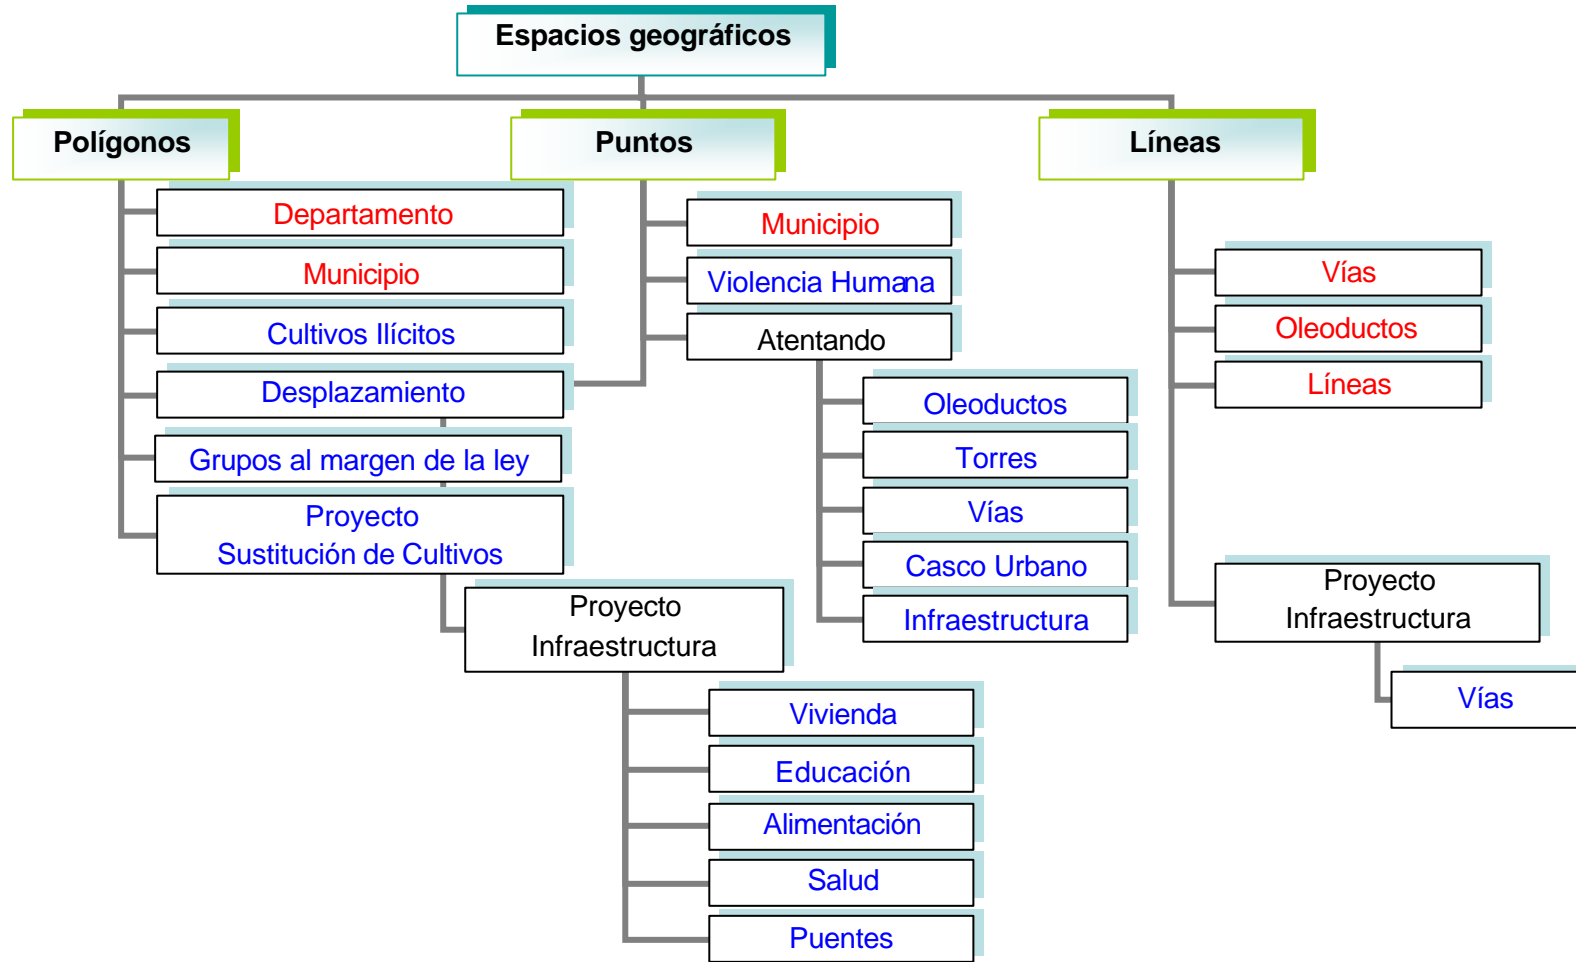 Espacios geográficos
Polígonos
Departamento
Municipio
Cultivos Ilícitos
Desplazamiento
Grupos al margen de la ley
Proyecto
Sustitución de Cultivos
Puntos
Municipio
Violencia Humana
Atentando
Oleoductos
Torres
Vías
Casco Urbano
Infraestructura
Proyecto
Infraestructura
Vivienda
Educación
Alimentación
Salud
Puentes
Líneas
Vías
Oleoductos
Líneas
Proyecto
Infraestructura
Vías